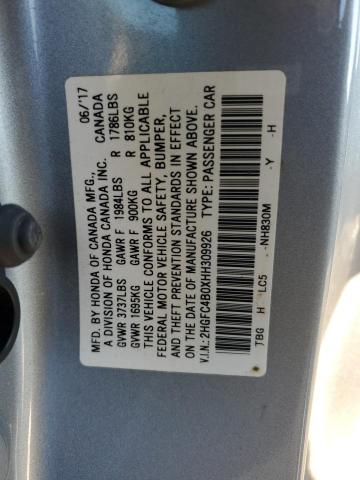 MFD. BY HONDA OF CANADA MFG., 06/'17
A DIVISION OF HONDA CANADA INC. CANADA
GVWR 3737LBS GAWR F 1984LBS R 1786LBS
GVWR 1695KG GAWR F 900KG R 810KG
THIS VEHICLE CONFORMS TO ALL APPLICABLE
FEDERAL MOTOR VEHICLE SAFETY, BUMPER,
AND THEFT PREVENTION STANDARDS IN EFFECT
ON THE DATE OF MANUFACTURE SHOWN ABOVE.
V.I.N.: 2HGFC4B0XHH309926 TYPE: PASSENGER CAR
TBG H LC5 -NH830M -Y -H